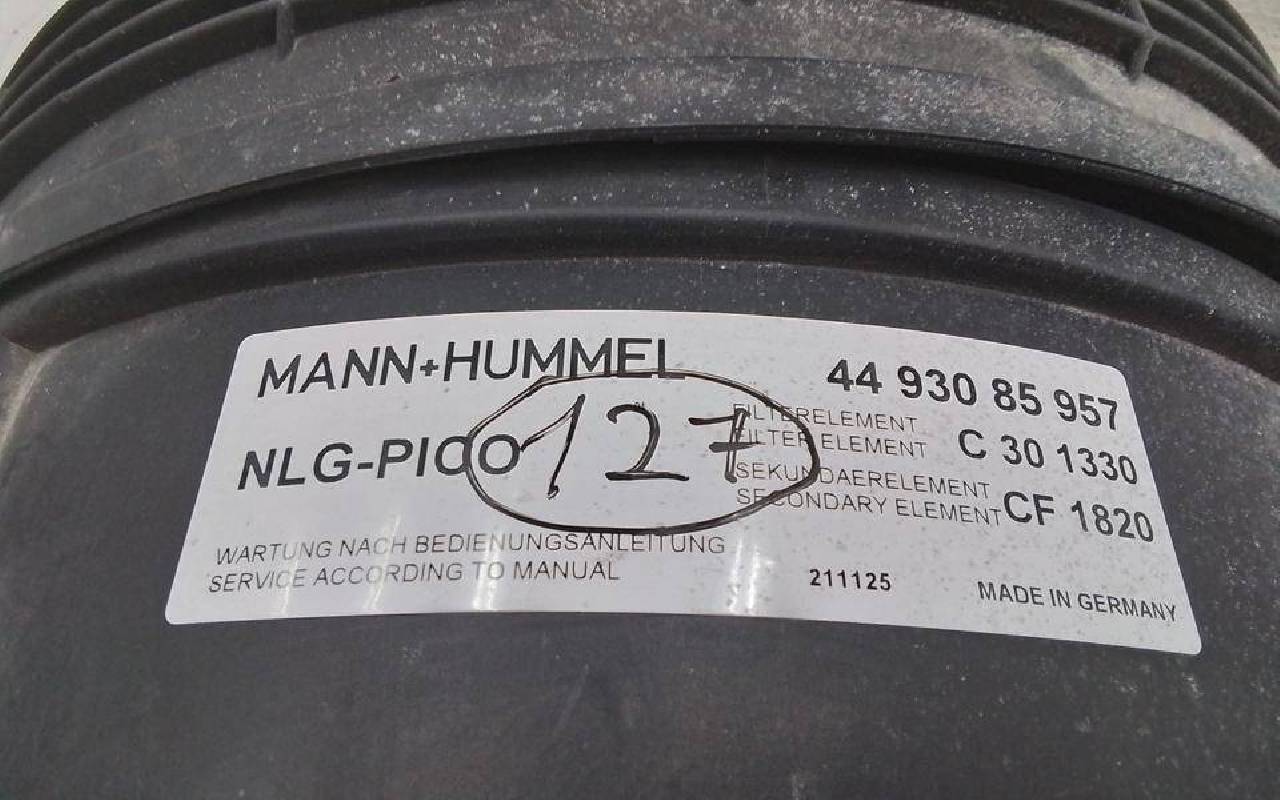 MANN+HUMMEL
44 930 85 957
NLG-PICO
127
FILTERELEMENT
FILTER ELEMENT C 30 1330
SEKUNDAERELEMENT
SECONDARY ELEMENT CF 1820
WARTUNG NACH BEDIENUNGSANLEITUNG
SERVICE ACCORDING TO MANUAL
211125
MADE IN GERMANY